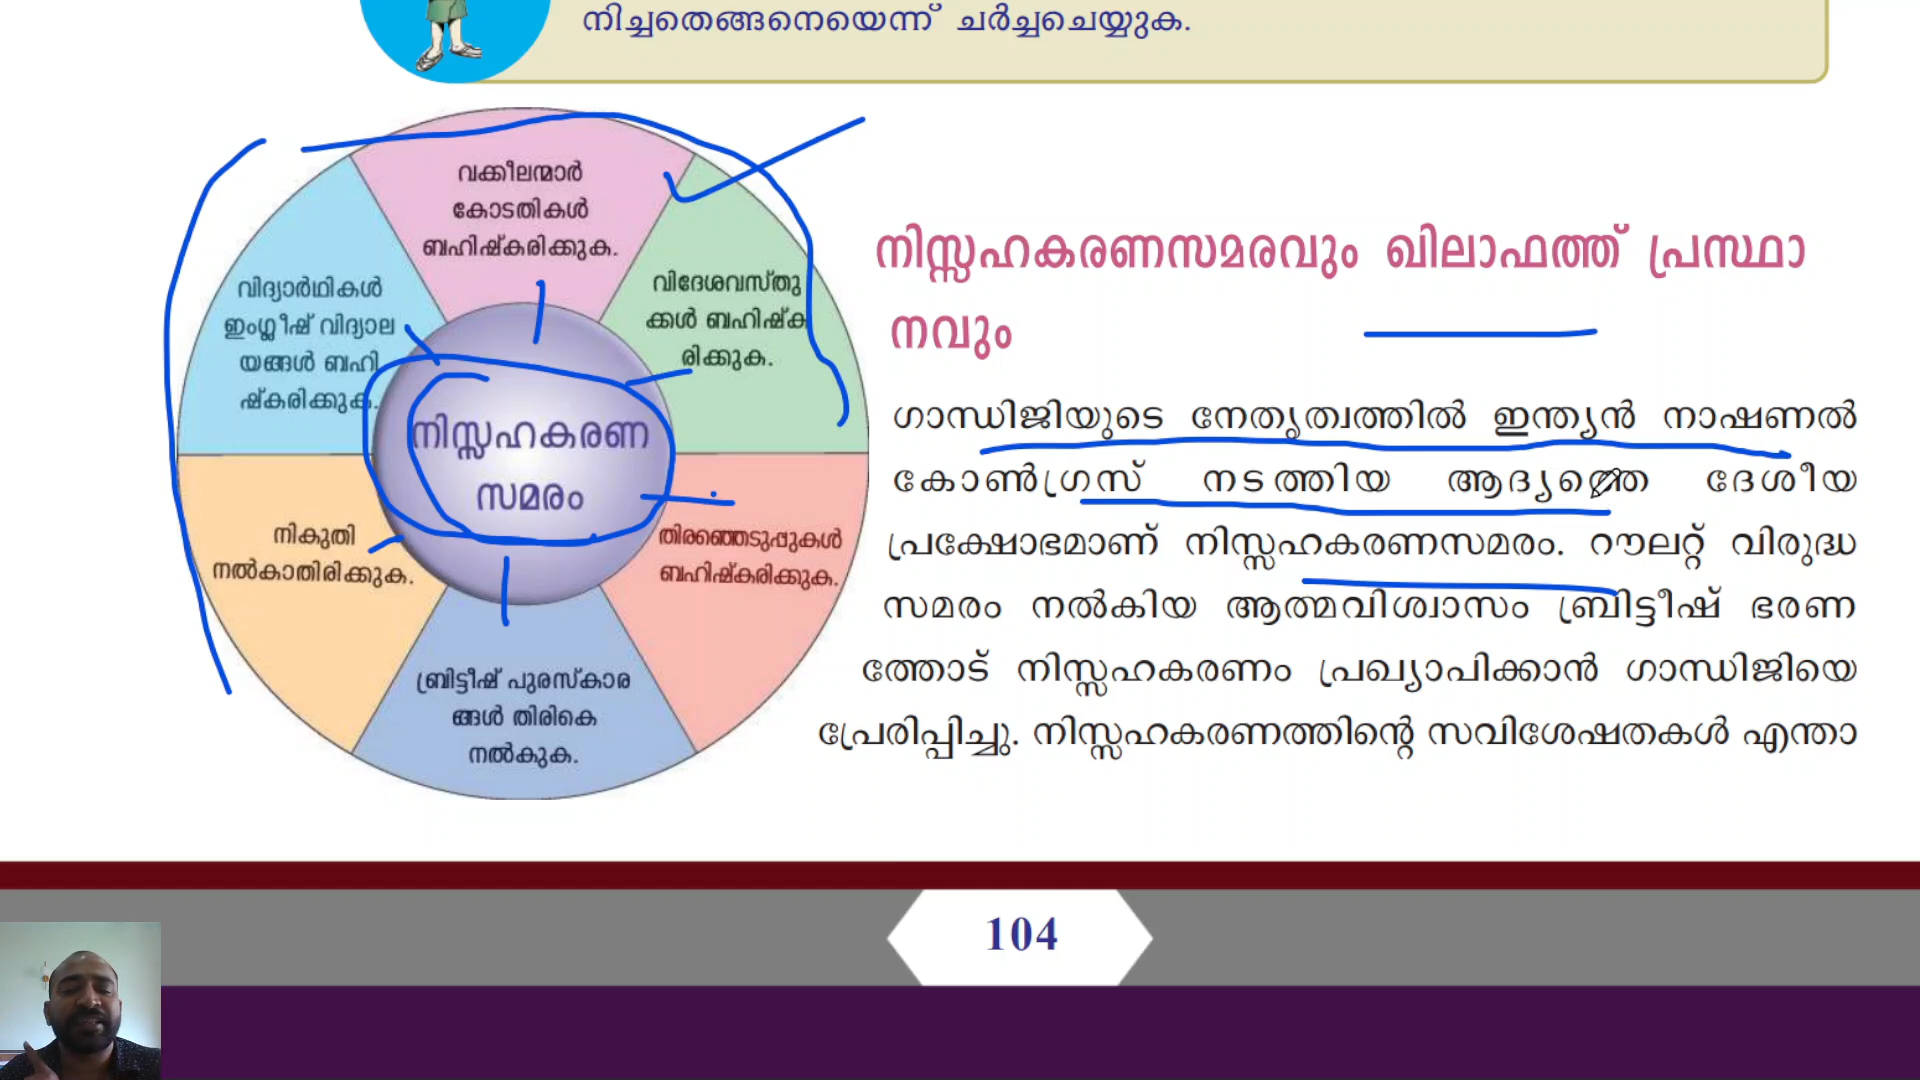 നിച്ചതെങ്ങനെയെന്ന് ചർച്ചചെയ്യുക.
വക്കീലന്മാർ
കോടതികൾ
ബഹിഷ്കരിക്കുക.
വിദേശവസ്തു
ക്കൾ ബഹിഷ്ക
രിക്കുക.
തിരഞ്ഞെടുപ്പുകൾ
ബഹിഷ്കരിക്കുക.
ബ്രിട്ടീഷ് പുരസ്കാര
ങ്ങൾ തിരികെ
നൽകുക.
നികുതി
നൽകാതിരിക്കുക.
വിദ്യാർഥികൾ
ഇംഗ്ലീഷ് വിദ്യാല
യങ്ങൾ ബഹി
ഷ്കരിക്കുക.
നിസ്സഹകരണ
സമരം
നിസ്സഹകരണസമരവും ഖിലാഫത്ത് പ്രസ്ഥാ
നവും
ഗാന്ധിജിയുടെ നേതൃത്വത്തിൽ ഇന്ത്യൻ നാഷണൽ
കോൺഗ്രസ് നടത്തിയ ആദ്യത്തെ ദേശീയ
പ്രക്ഷോഭമാണ് നിസ്സഹകരണസമരം. റൗലറ്റ് വിരുദ്ധ
സമരം നൽകിയ ആത്മവിശ്വാസം ബ്രിട്ടീഷ് ഭരണ
ത്തോട് നിസ്സഹകരണം പ്രഖ്യാപിക്കാൻ ഗാന്ധിജിയെ
പ്രേരിപ്പിച്ചു. നിസ്സഹകരണത്തിന്റെ സവിശേഷതകൾ എന്താ
104